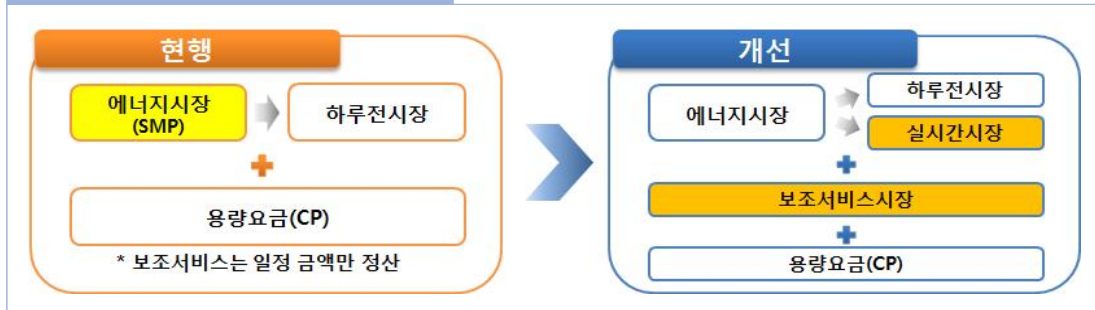 현행
에너지시장
(SMP)
하루전시장
용량요금(CP)
* 보조서비스는 일정 금액만 정산
개선
에너지시장
하루전시장
실시간시장
보조서비스시장
용량요금(CP)